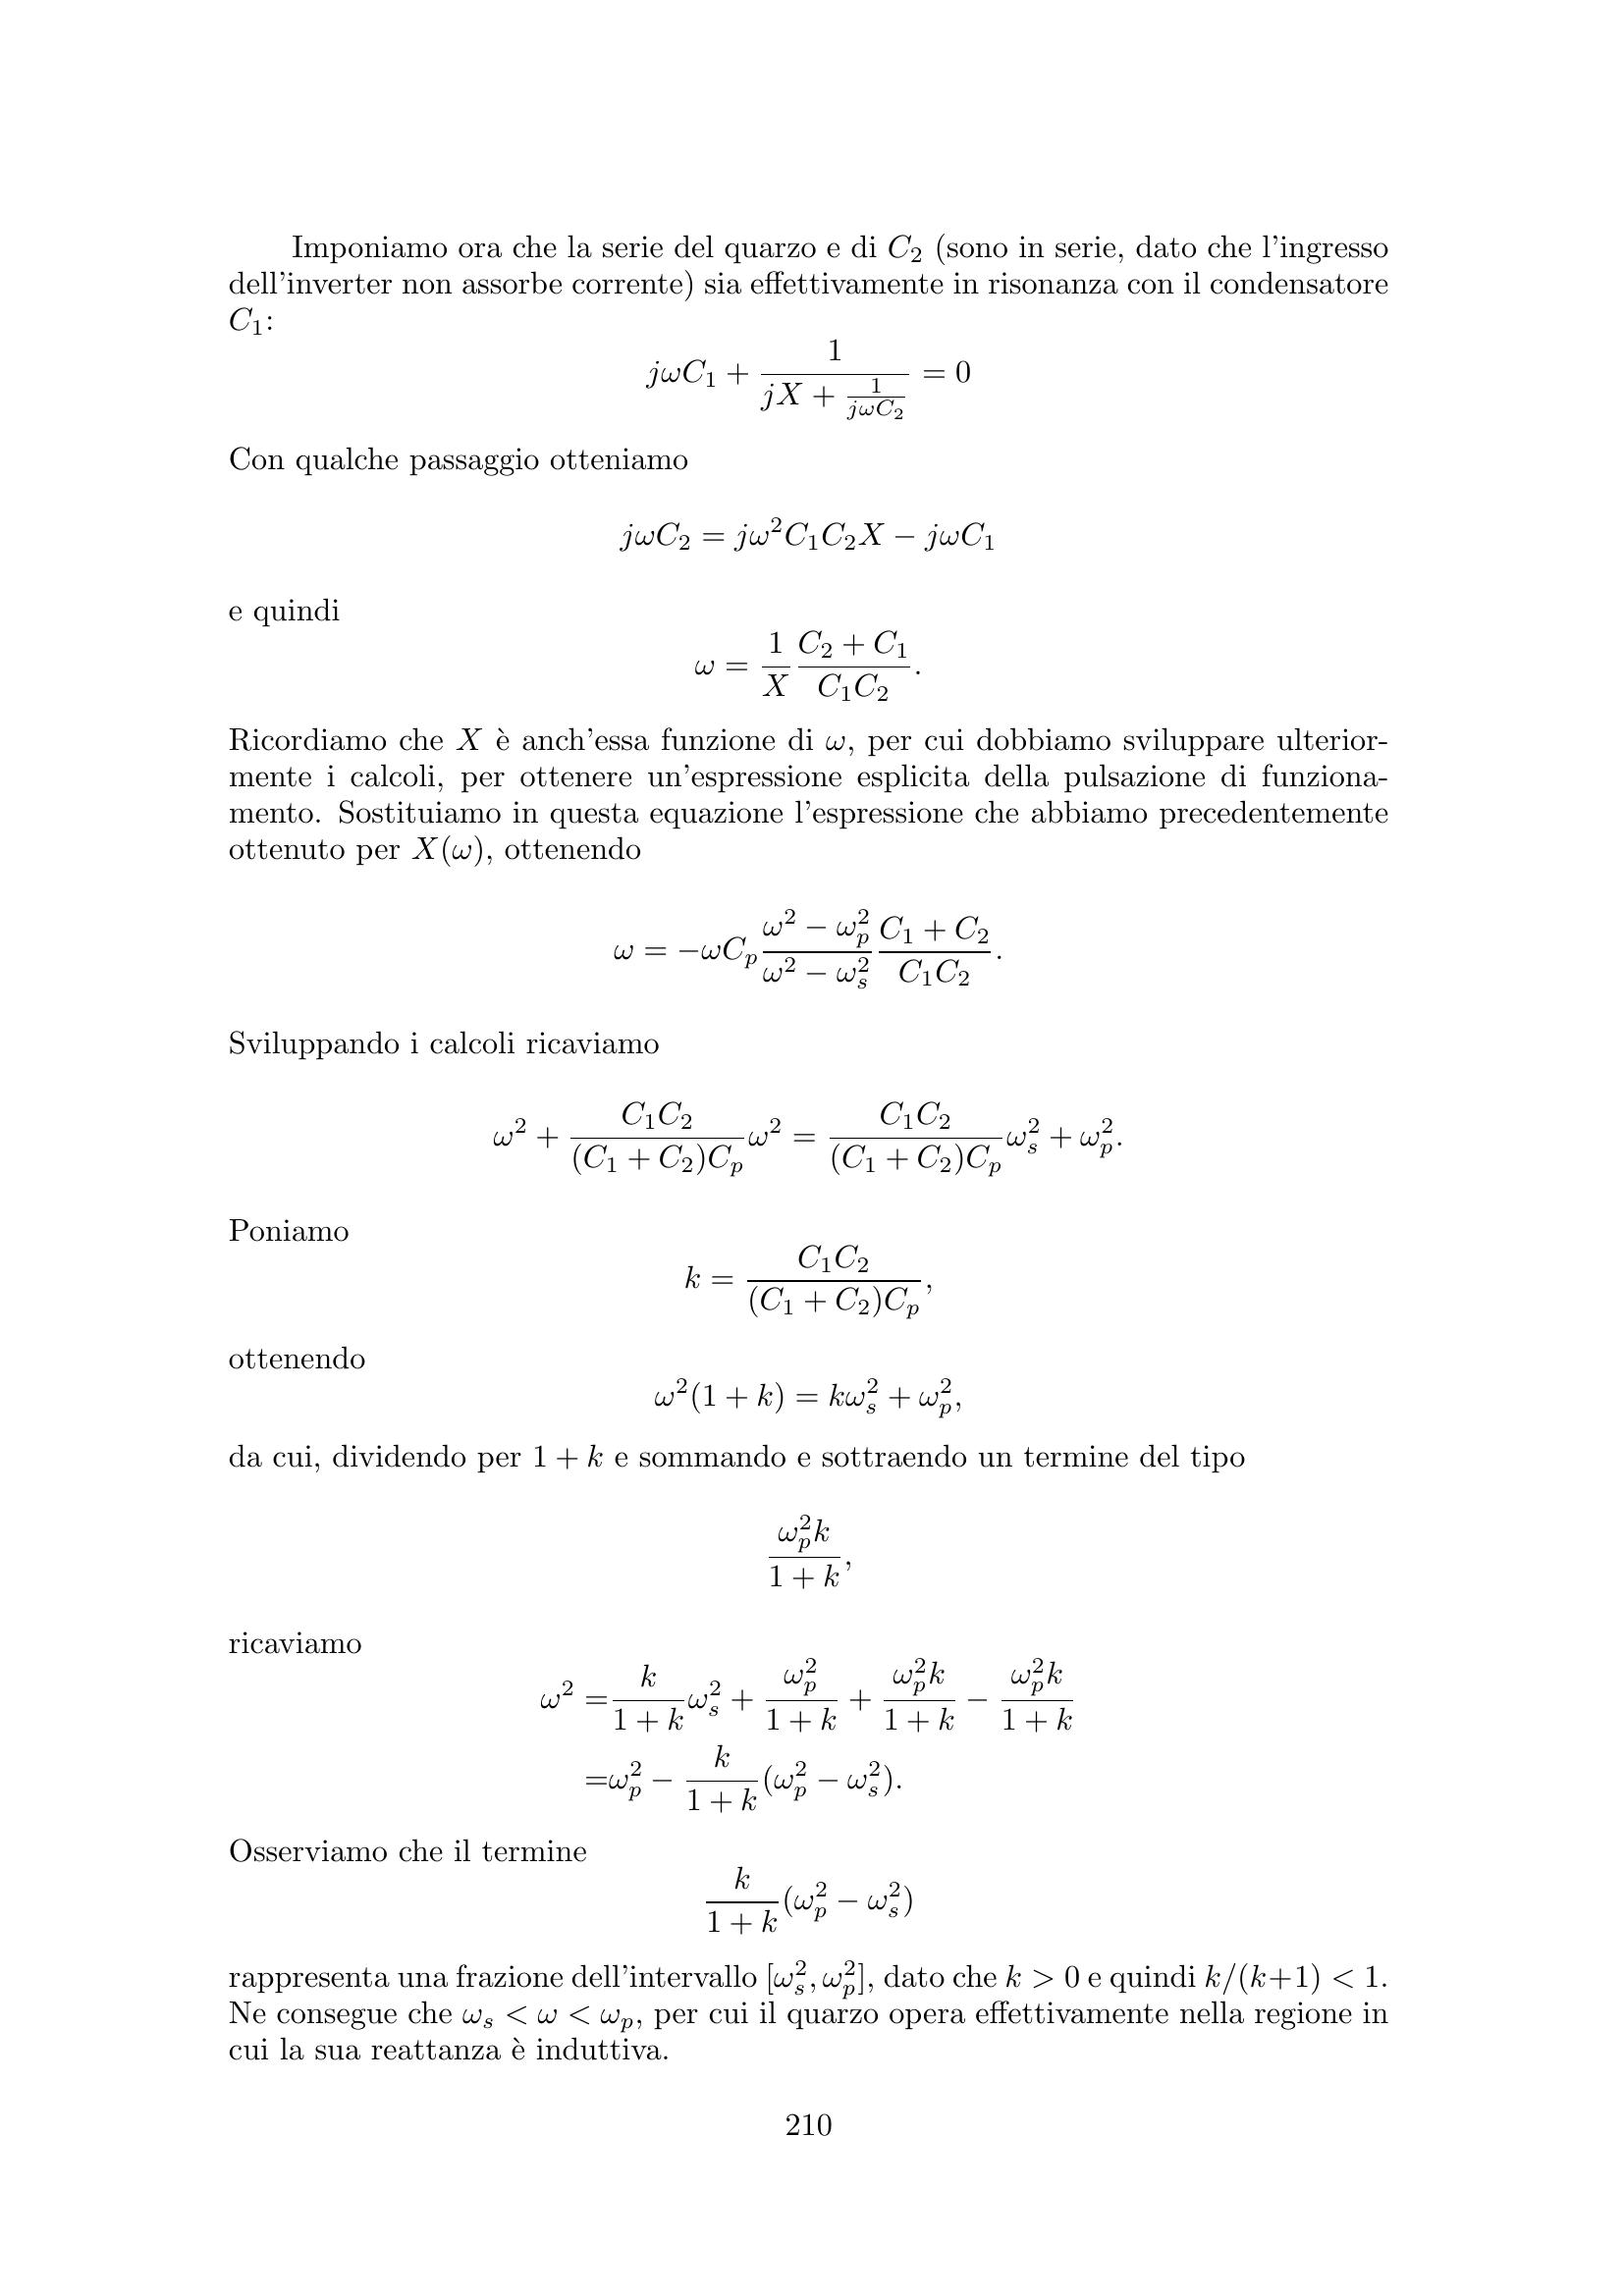 Imponiamo ora che la serie del quarzo e di $C_2$ (sono in serie, dato che l'ingresso
dell'inverter non assorbe corrente) sia effettivamente in risonanza con il condensatore
$C_1$:
$$j\omega C_1 + \frac{1}{jX + \frac{1}{j\omega C_2}} = 0$$
Con qualche passaggio otteniamo
$$j\omega C_2 = j\omega^2 C_1 C_2 X - j\omega C_1$$
e quindi
$$\omega = \frac{1}{X} \frac{C_2 + C_1}{C_1 C_2}.$$
Ricordiamo che $X$ è anch'essa funzione di $\omega$, per cui dobbiamo sviluppare ulterior-
mente i calcoli, per ottenere un'espressione esplicita della pulsazione di funziona-
mento. Sostituiamo in questa equazione l'espressione che abbiamo precedentemente
ottenuto per $X(\omega)$, ottenendo
$$\omega = -\omega C_p \frac{\omega^2 - \omega_p^2}{\omega^2 - \omega_s^2} \frac{C_1 + C_2}{C_1 C_2}.$$
Sviluppando i calcoli ricaviamo
$$\omega^2 + \frac{C_1 C_2}{(C_1 + C_2)C_p} \omega^2 = \frac{C_1 C_2}{(C_1 + C_2)C_p} \omega_s^2 + \omega_p^2.$$
Poniamo
$$k = \frac{C_1 C_2}{(C_1 + C_2)C_p},$$
ottenendo
$$\omega^2(1 + k) = k\omega_s^2 + \omega_p^2,$$
da cui, dividendo per $1 + k$ e sommando e sottraendo un termine del tipo
$$\frac{\omega_p^2 k}{1 + k},$$
ricaviamo
$$\omega^2 = \frac{k}{1 + k} \omega_s^2 + \frac{\omega_p^2}{1 + k} + \frac{\omega_p^2 k}{1 + k} - \frac{\omega_p^2 k}{1 + k}$$
$$= \omega_p^2 - \frac{k}{1 + k} (\omega_p^2 - \omega_s^2).$$
Osserviamo che il termine
$$\frac{k}{1 + k} (\omega_p^2 - \omega_s^2)$$
rappresenta una frazione dell'intervallo $[\omega_s^2, \omega_p^2]$, dato che $k > 0$ e quindi $k/(k+1) < 1$.
Ne consegue che $\omega_s < \omega < \omega_p$, per cui il quarzo opera effettivamente nella regione in
cui la sua reattanza è induttiva.
210